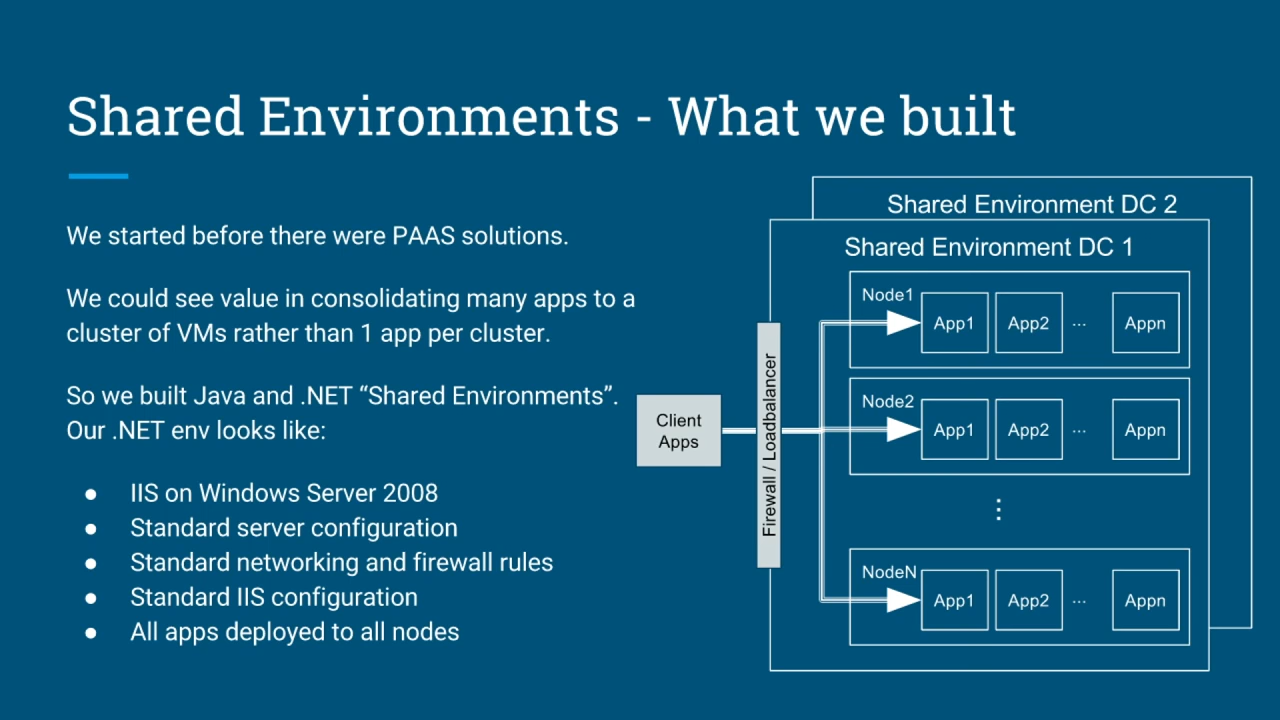 Shared Environments - What we built
We started before there were PAAS solutions.
We could see value in consolidating many apps to a
cluster of VMs rather than 1 app per cluster.
So we built Java and .NET “Shared Environments”.
Our .NET env looks like:
● IIS on Windows Server 2008
● Standard server configuration
● Standard networking and firewall rules
● Standard IIS configuration
● All apps deployed to all nodes
Shared Environment DC 2
Shared Environment DC 1
Client
Apps
Firewall / Loadbalancer
Node1
App1 App2 ... Appn
Node2
App1 App2 ... Appn
⋮
NodeN
App1 App2 ... Appn